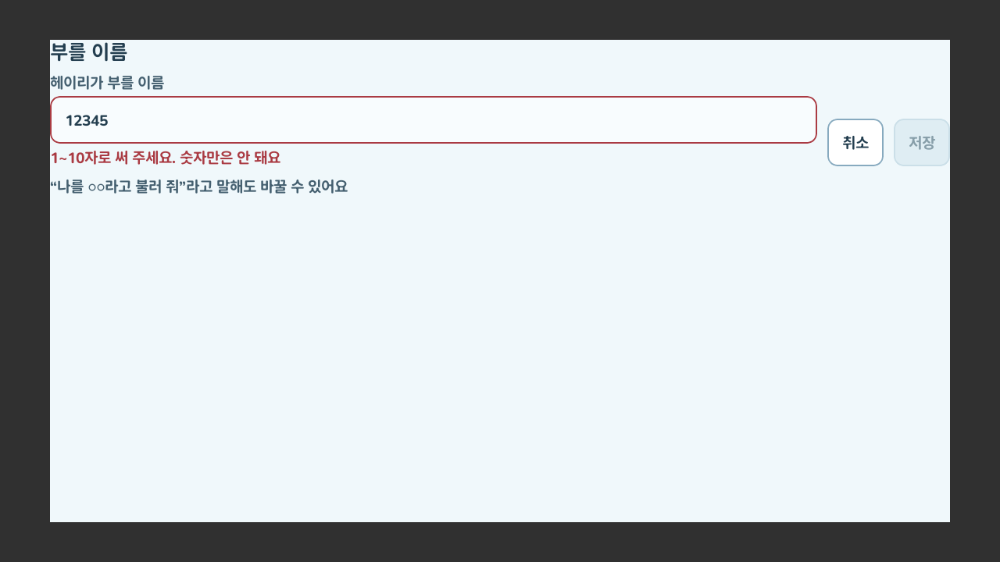 부를 이름
헤이리가 부를 이름
12345
취소
저장
1~10자로 써 주세요. 숫자만은 안 돼요
“나를 ○○라고 불러 줘”라고 말해도 바꿀 수 있어요